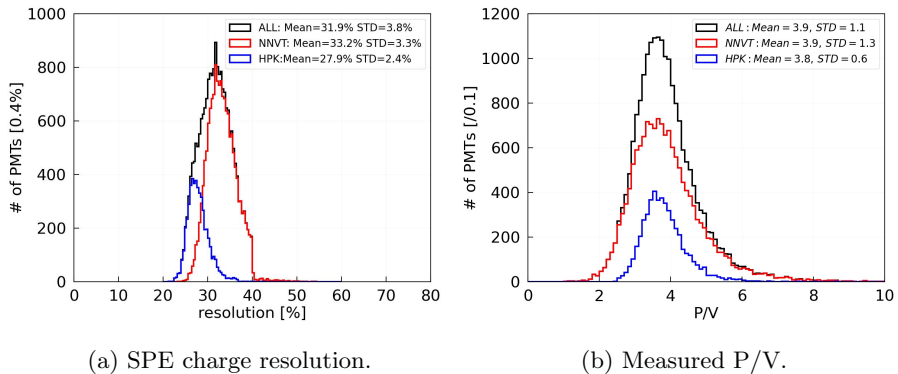 1000
800
600
400
200
0
# of PMTs [0.4%]
ALL: Mean=31.9% STD=3.8%
NNVT: Mean=33.2% STD=3.3%
HPK:Mean=27.9% STD=2.4%
0 10 20 30 40 50 60 70 80
resolution [%]
(a) SPE charge resolution.
1200
1000
800
600
400
200
0
# of PMTs [/0.1]
ALL : Mean = 3.9, STD = 1.1
NNVT : Mean = 3.9, STD = 1.3
HPK : Mean = 3.8, STD = 0.6
0 2 4 6 8 10
P/V
(b) Measured P/V.